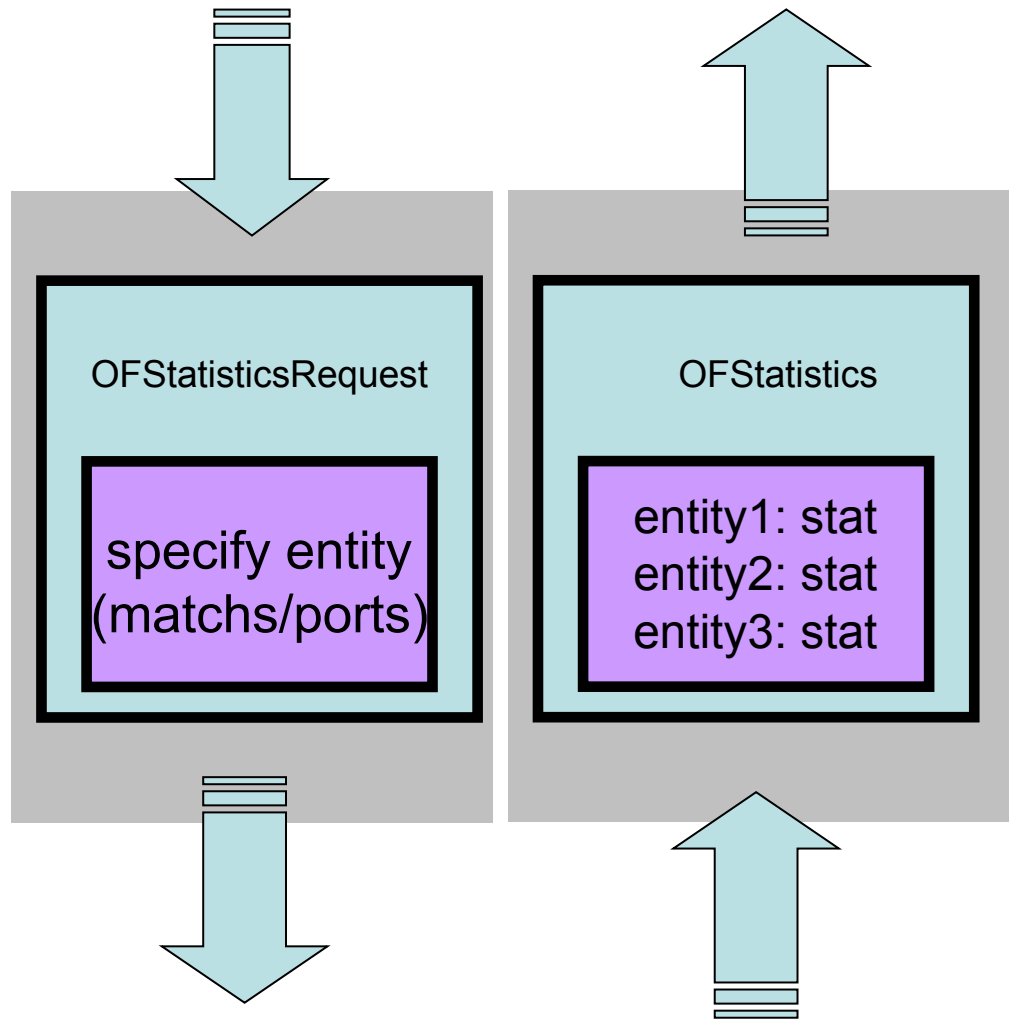 OFStatisticsRequest
specify entity
(matchs/ports)
OFStatistics
entity1: stat
entity2: stat
entity3: stat